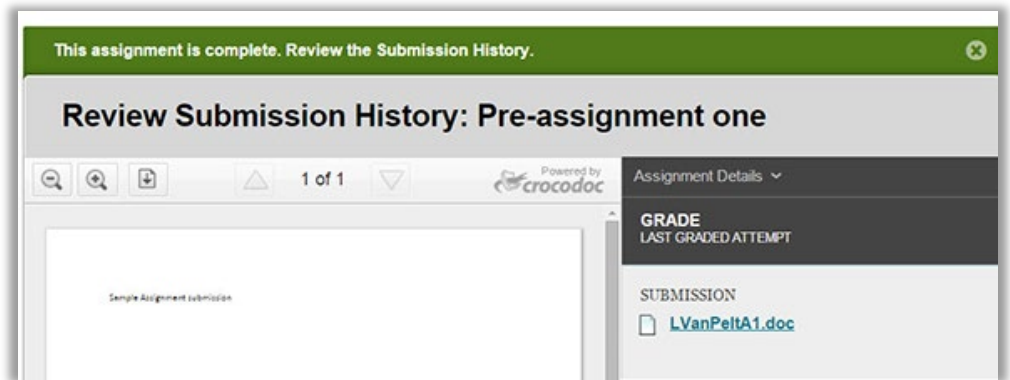 This assignment is complete. Review the Submission History.
Review Submission History: Pre-assignment one
1 of 1
Powered by
crocodoc
Assignment Details
GRADE
LAST GRADED ATTEMPT
Sample Assignment submission
SUBMISSION
LVanPeltA1.doc